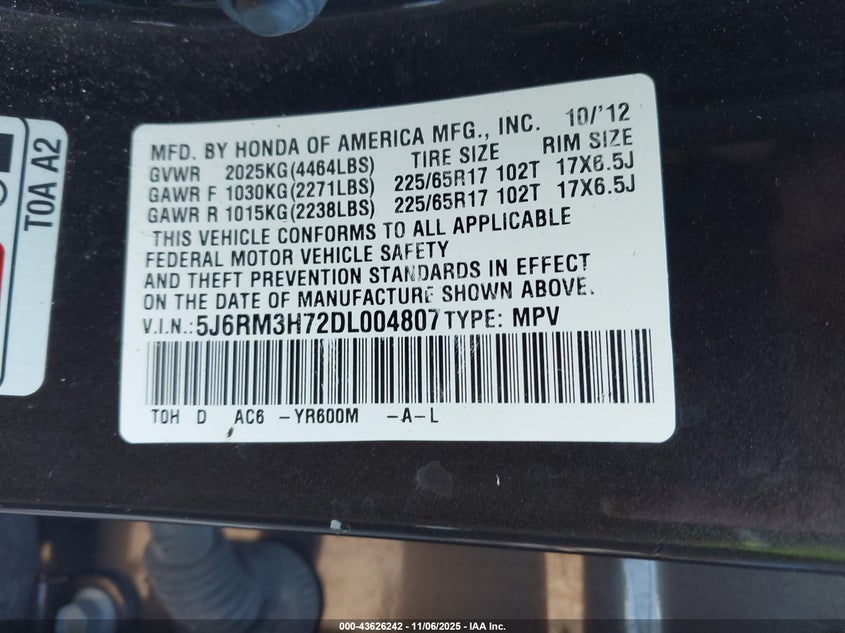 MFD. BY HONDA OF AMERICA MFG., INC. 10/'12
GVWR 2025KG(4464LBS) TIRE SIZE RIM SIZE
GAWR F 1030KG(2271LBS) 225/65R17 102T 17X6.5J
GAWR R 1015KG(2238LBS) 225/65R17 102T 17X6.5J
THIS VEHICLE CONFORMS TO ALL APPLICABLE
FEDERAL MOTOR VEHICLE SAFETY
AND THEFT PREVENTION STANDARDS IN EFFECT
ON THE DATE OF MANUFACTURE SHOWN ABOVE.
V.I.N.:5J6RM3H72DL004807 TYPE: MPV
TOH D AC6 -YR600M -A-L
TOA A2
000-43626242 - 11/06/2025 - IAA Inc.